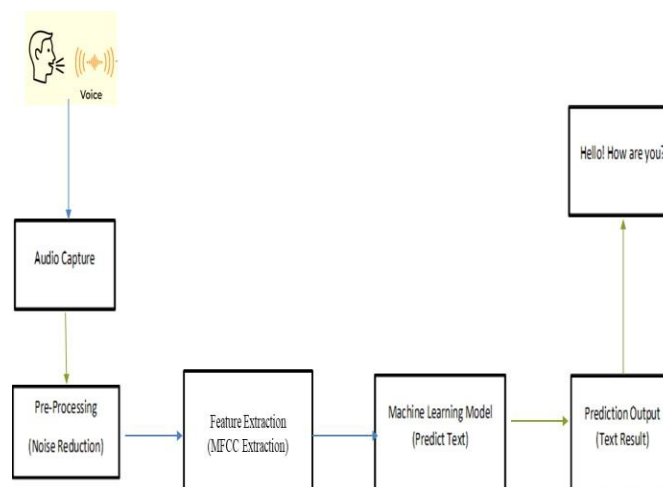 Voice
Audio Capture
Pre-Processing
(Noise Reduction)
Feature Extraction
(MFCC Extraction)
Machine Learning Model
(Predict Text)
Prediction Output
(Text Result)
Hello! How are you?